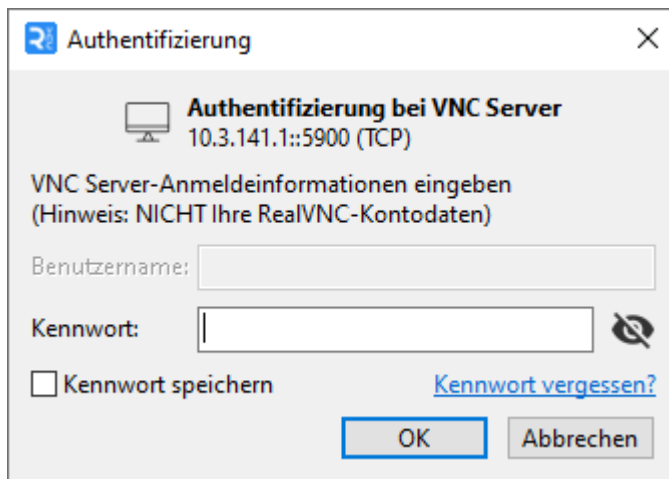 Authentifizierung
Authentifizierung bei VNC Server
10.3.141.1::5900 (TCP)
VNC Server-Anmeldeinformationen eingeben
(Hinweis: NICHT Ihre RealVNC-Kontodaten)
Benutzername:
Kennwort:
Kennwort speichern
Kennwort vergessen?
OK
Abbrechen